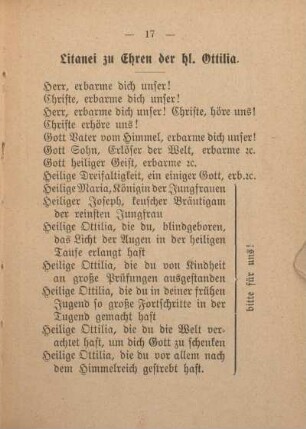 — 17 —
Litanei zu Ehren der hl. Ottilia.
Herr, erbarme dich unser!
Christe, erbarme dich unser!
Herr, erbarme dich unser! Christe, höre uns!
Christe erhöre uns!
Gott Vater vom Himmel, erbarme dich unser!
Gott Sohn, Erlöser der Welt, erbarme ꝛc.
Gott heiliger Geist, erbarme ꝛc.
Heilige Dreifaltigkeit, ein einiger Gott, erb.ꝛc.
Heilige Maria, Königin der Jungfrauen
Heiliger Joseph, keuscher Bräutigam
der reinsten Jungfrau
Heilige Ottilia, die du, blindgeboren,
das Licht der Augen in der heiligen
Taufe erlangt hast
Heilige Ottilia, die du von Kindheit
an große Prüfungen ausgestanden
Heilige Ottilia, die du in deiner frühen
Jugend so große Fortschritte in der
Tugend gemacht hast
Heilige Ottilia, die du die Welt ver-
achtet hast, um dich Gott zu schenken
Heilige Ottilia, die du vor allem nach
dem Himmelreich gestrebt hast.
bitte für uns!